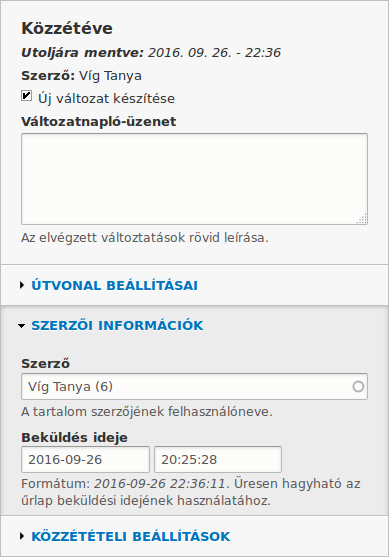 Közzétéve
Utoljára mentve: 2016. 09. 26. - 22:36
Szerző: Víg Tanya
Új változat készítése
Változatnapló-üzenet
Az elvégzett változtatások rövid leírása.
ÚTVONAL BEÁLLÍTÁSAI
SZERZŐI INFORMÁCIÓK
Szerző
Víg Tanya (6)
A tartalom szerzőjének felhasználóneve.
Beküldés ideje
2016-09-26 20:25:28
Formátum: 2016-09-26 22:36:11. Üresen hagyható az
űrlap beküldési idejének használatához.
KÖZZÉTÉTELI BEÁLLÍTÁSOK